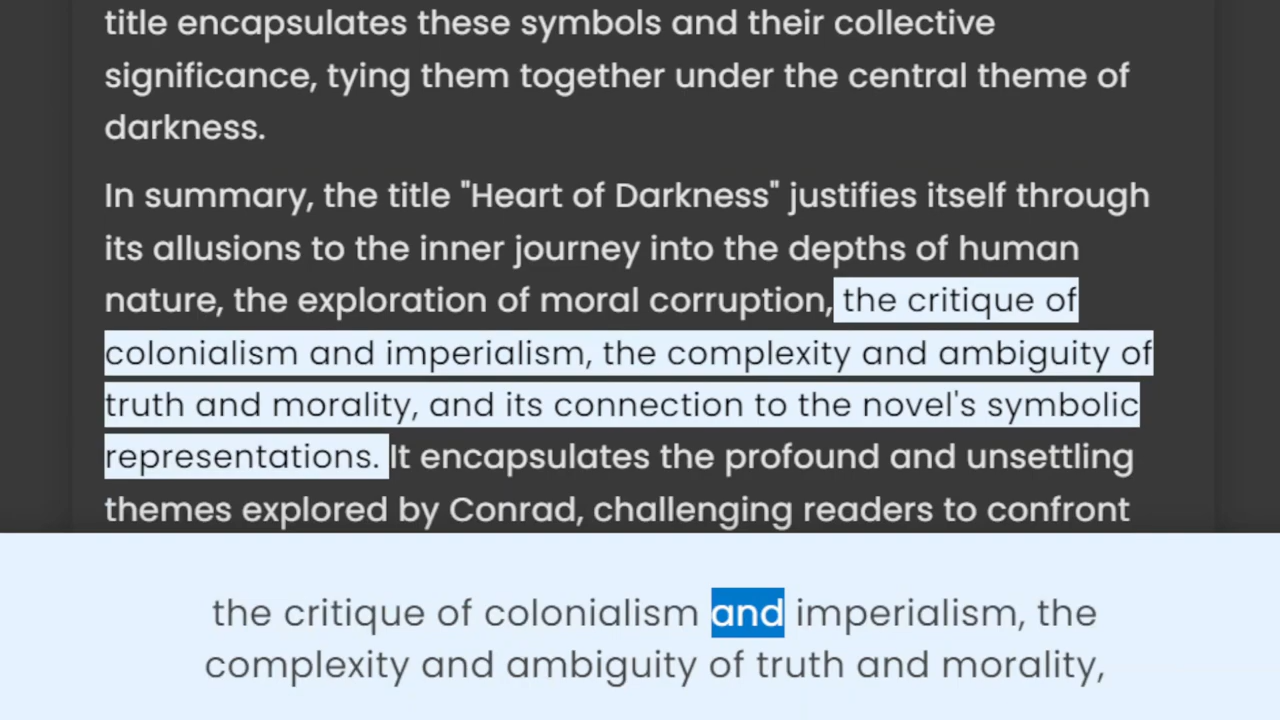 title encapsulates these symbols and their collective
significance, tying them together under the central theme of
darkness.
In summary, the title "Heart of Darkness" justifies itself through
its allusions to the inner journey into the depths of human
nature, the exploration of moral corruption, the critique of
colonialism and imperialism, the complexity and ambiguity of
truth and morality, and its connection to the novel's symbolic
representations. It encapsulates the profound and unsettling
themes explored by Conrad, challenging readers to confront
the critique of colonialism and imperialism, the
complexity and ambiguity of truth and morality,